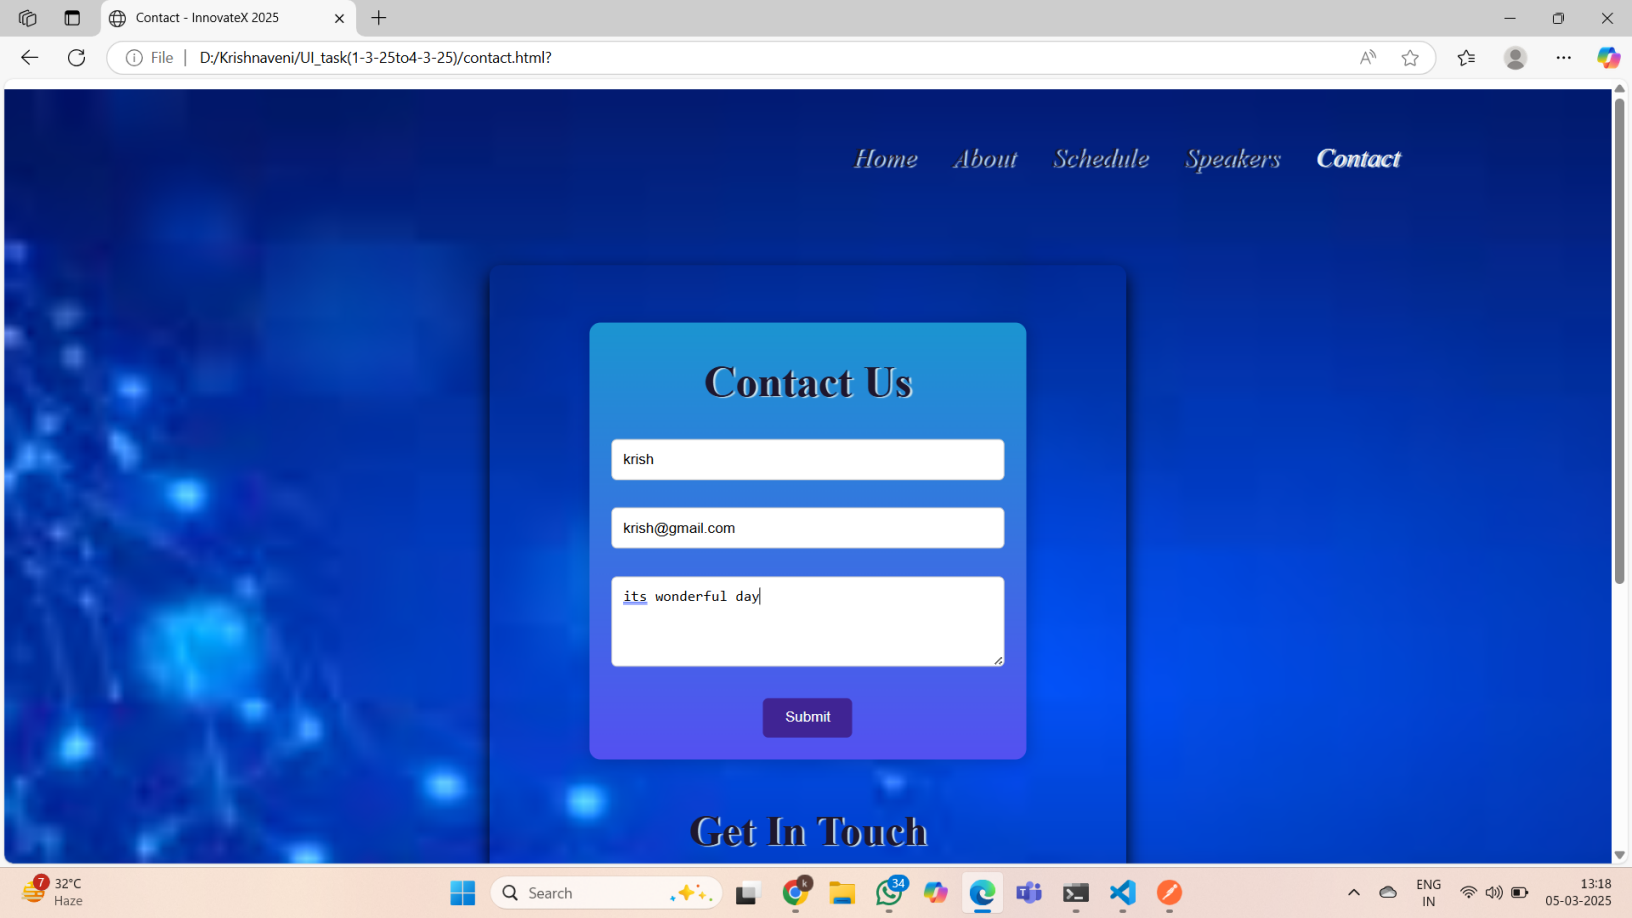 Contact - InnovateX 2025
File
D:/Krishnaveni/UI_task(1-3-25to4-3-25)/contact.html?
Home About Schedule Speakers Contact
Contact Us
krish
krish@gmail.com
its wonderful day
Submit
Get In Touch
7
32°C
Haze
Search
k
34
ENG
IN
13:18
05-03-2025